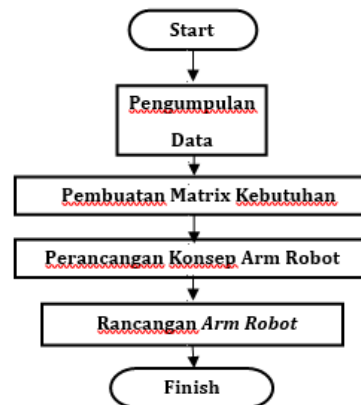 Start
Pengumpulan
Data
Pembuatan Matrix Kebutuhan
Perancangan Konsep Arm Robot
Rancangan Arm Robot
Finish